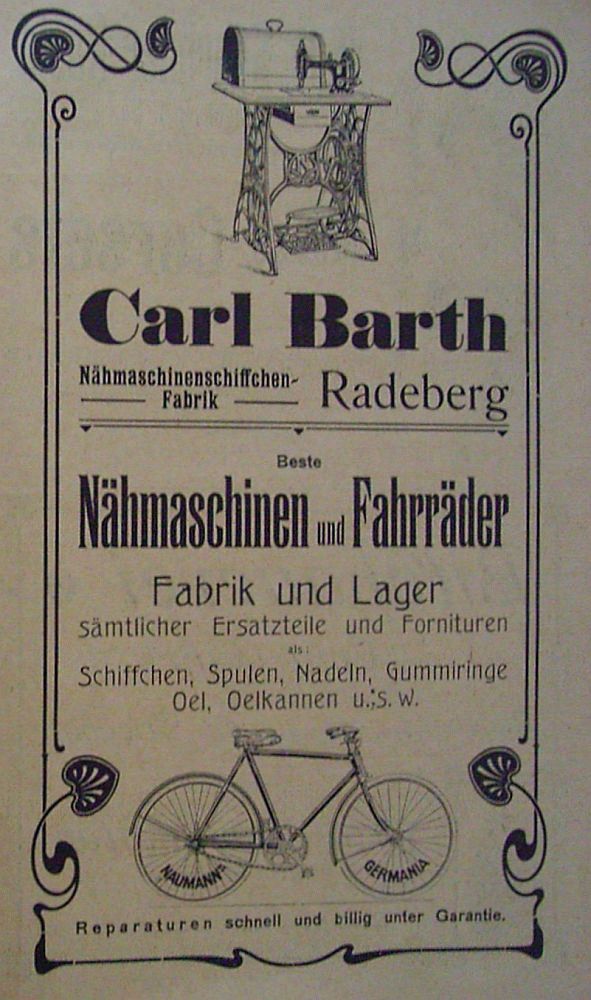 Carl Barth
Nähmaschinenschiffchen-
Fabrik
Radeberg
Beste
Nähmaschinen und Fahrräder
Fabrik und Lager
sämtlicher Ersatzteile und Fornituren
als:
Schiffchen, Spulen, Nadeln, Gummiringe
Oel, Oelkannen u. s. w.
NAUMANN'S GERMANIA
Reparaturen schnell und billig unter Garantie.